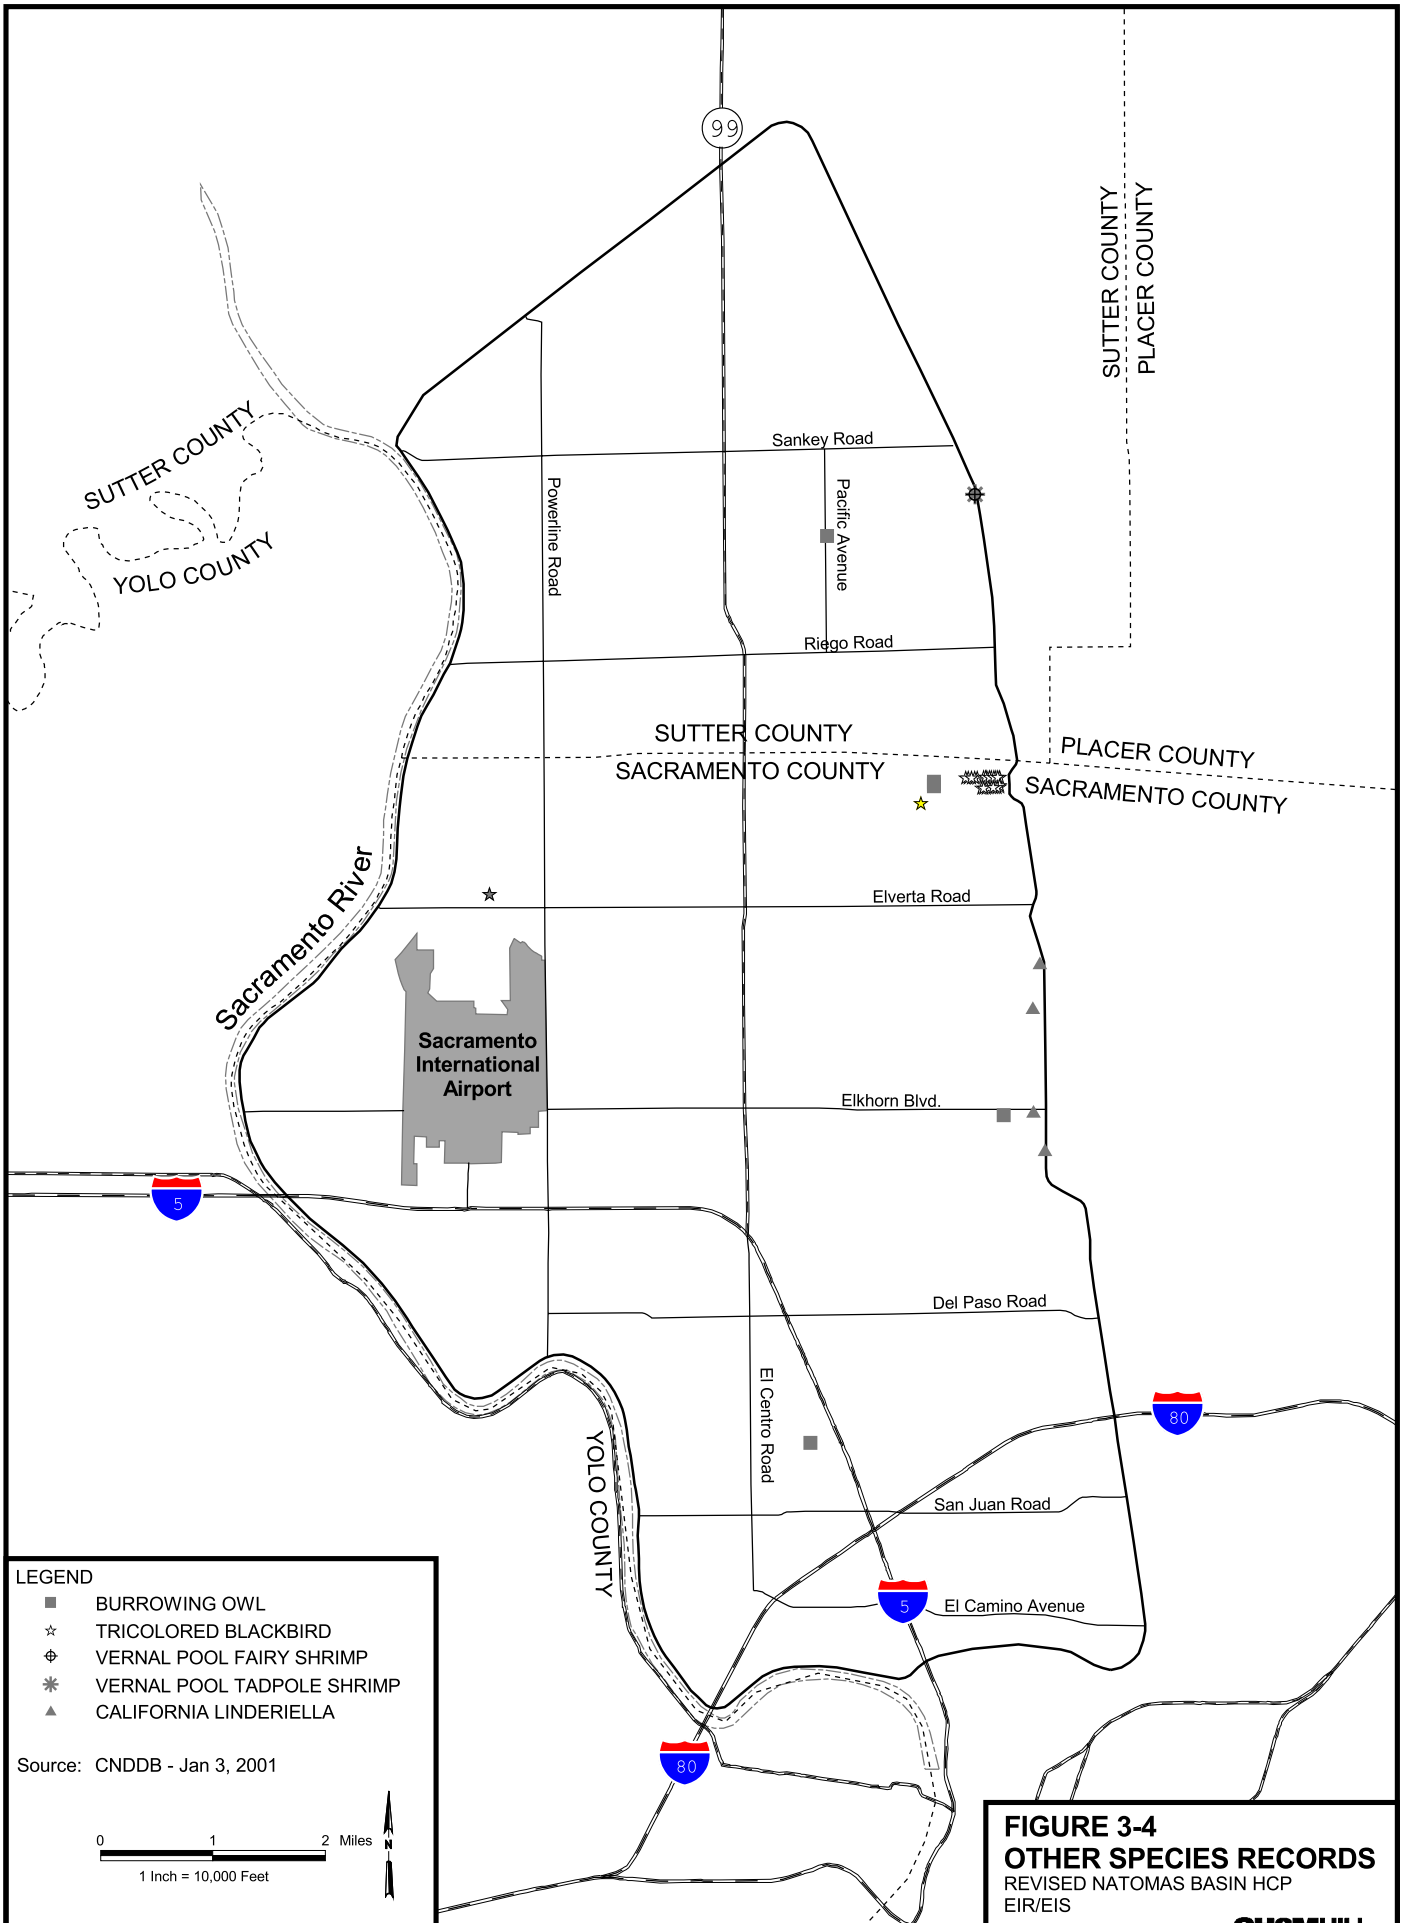 99
SUTTER COUNTY
PLACER COUNTY
SUTTER COUNTY
YOLO COUNTY
Sankey Road
Powerline Road
Pacific Avenue
Riego Road
SUTTER COUNTY
SACRAMENTO COUNTY
PLACER COUNTY
SACRAMENTO COUNTY
Sacramento River
Elverta Road
Sacramento
International
Airport
Elkhorn Blvd.
5
Del Paso Road
El Centro Road
80
YOLO COUNTY
San Juan Road
5
El Camino Avenue
80
LEGEND
BURROWING OWL
TRICOLORED BLACKBIRD
VERNAL POOL FAIRY SHRIMP
VERNAL POOL TADPOLE SHRIMP
CALIFORNIA LINDERIELLA
Source: CNDDB - Jan 3, 2001
0 1 2 Miles
N
1 Inch = 10,000 Feet
FIGURE 3-4
OTHER SPECIES RECORDS
REVISED NATOMAS BASIN HCP
EIR/EIS